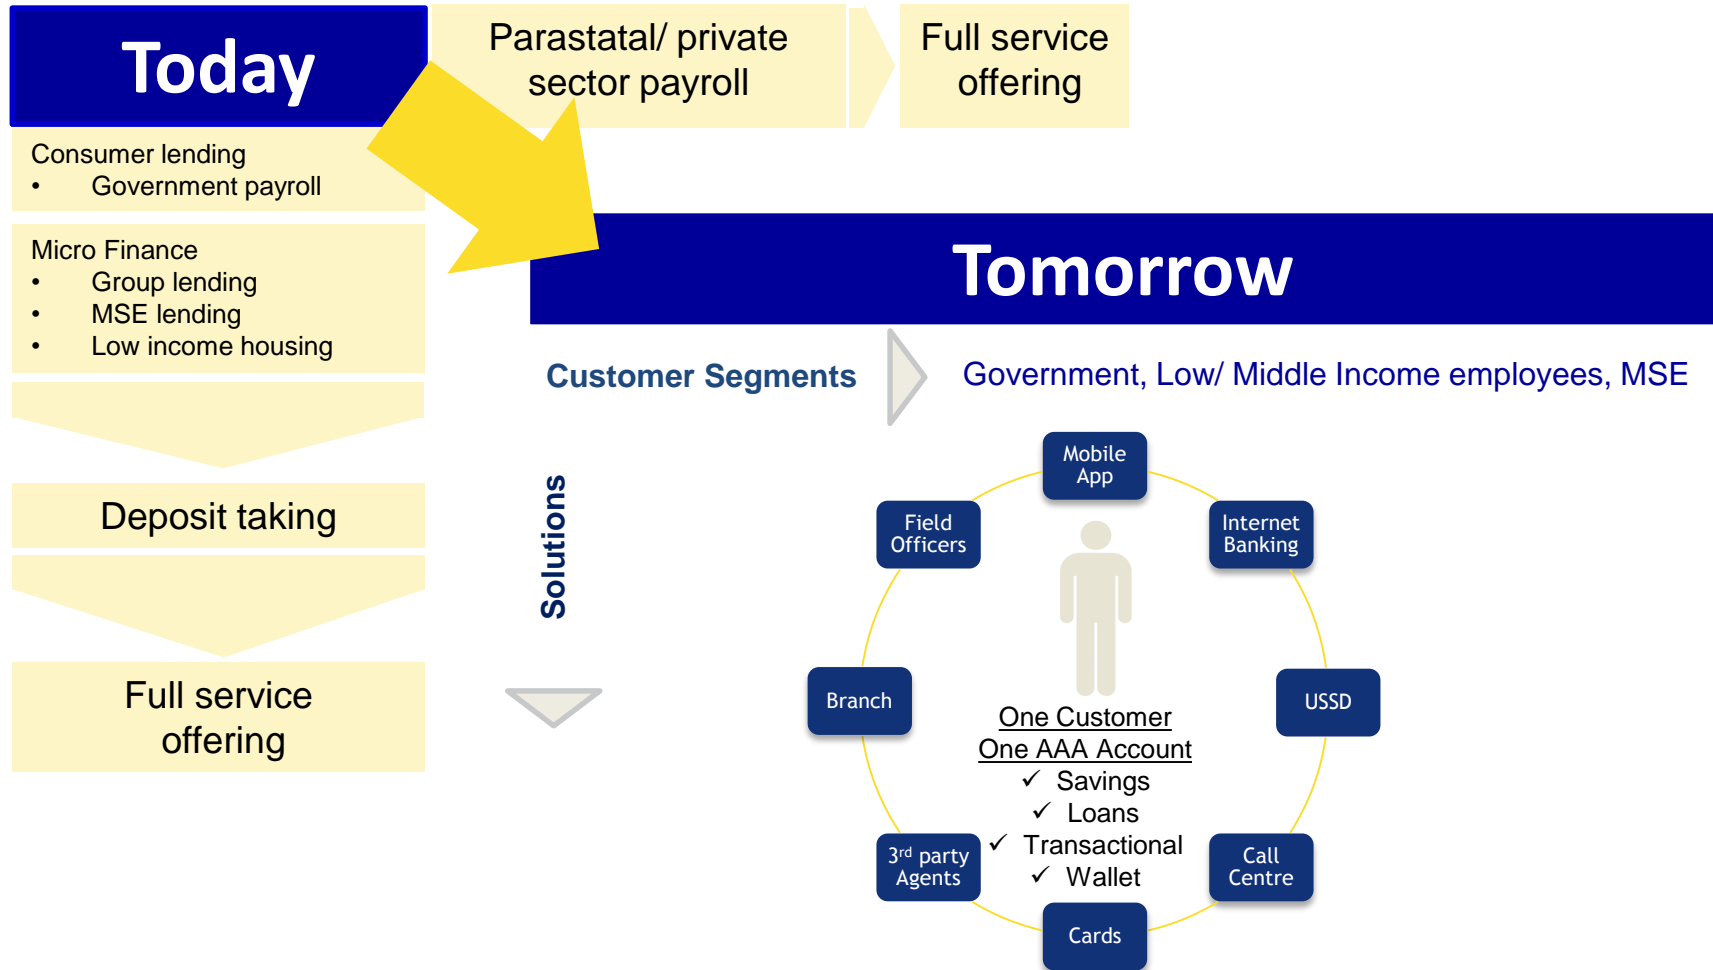 Today
Parastatal/ private
sector payroll
Full service
offering
Consumer lending
• Government payroll
Micro Finance
• Group lending
• MSE lending
• Low income housing
Deposit taking
Full service
offering
Tomorrow
Customer Segments
Government, Low/ Middle Income employees, MSE
Solutions
Mobile
App
Internet
Banking
USSD
Call
Centre
Cards
3rd party
Agents
Branch
Field
Officers
One Customer
One AAA Account
✓ Savings
✓ Loans
✓ Transactional
✓ Wallet